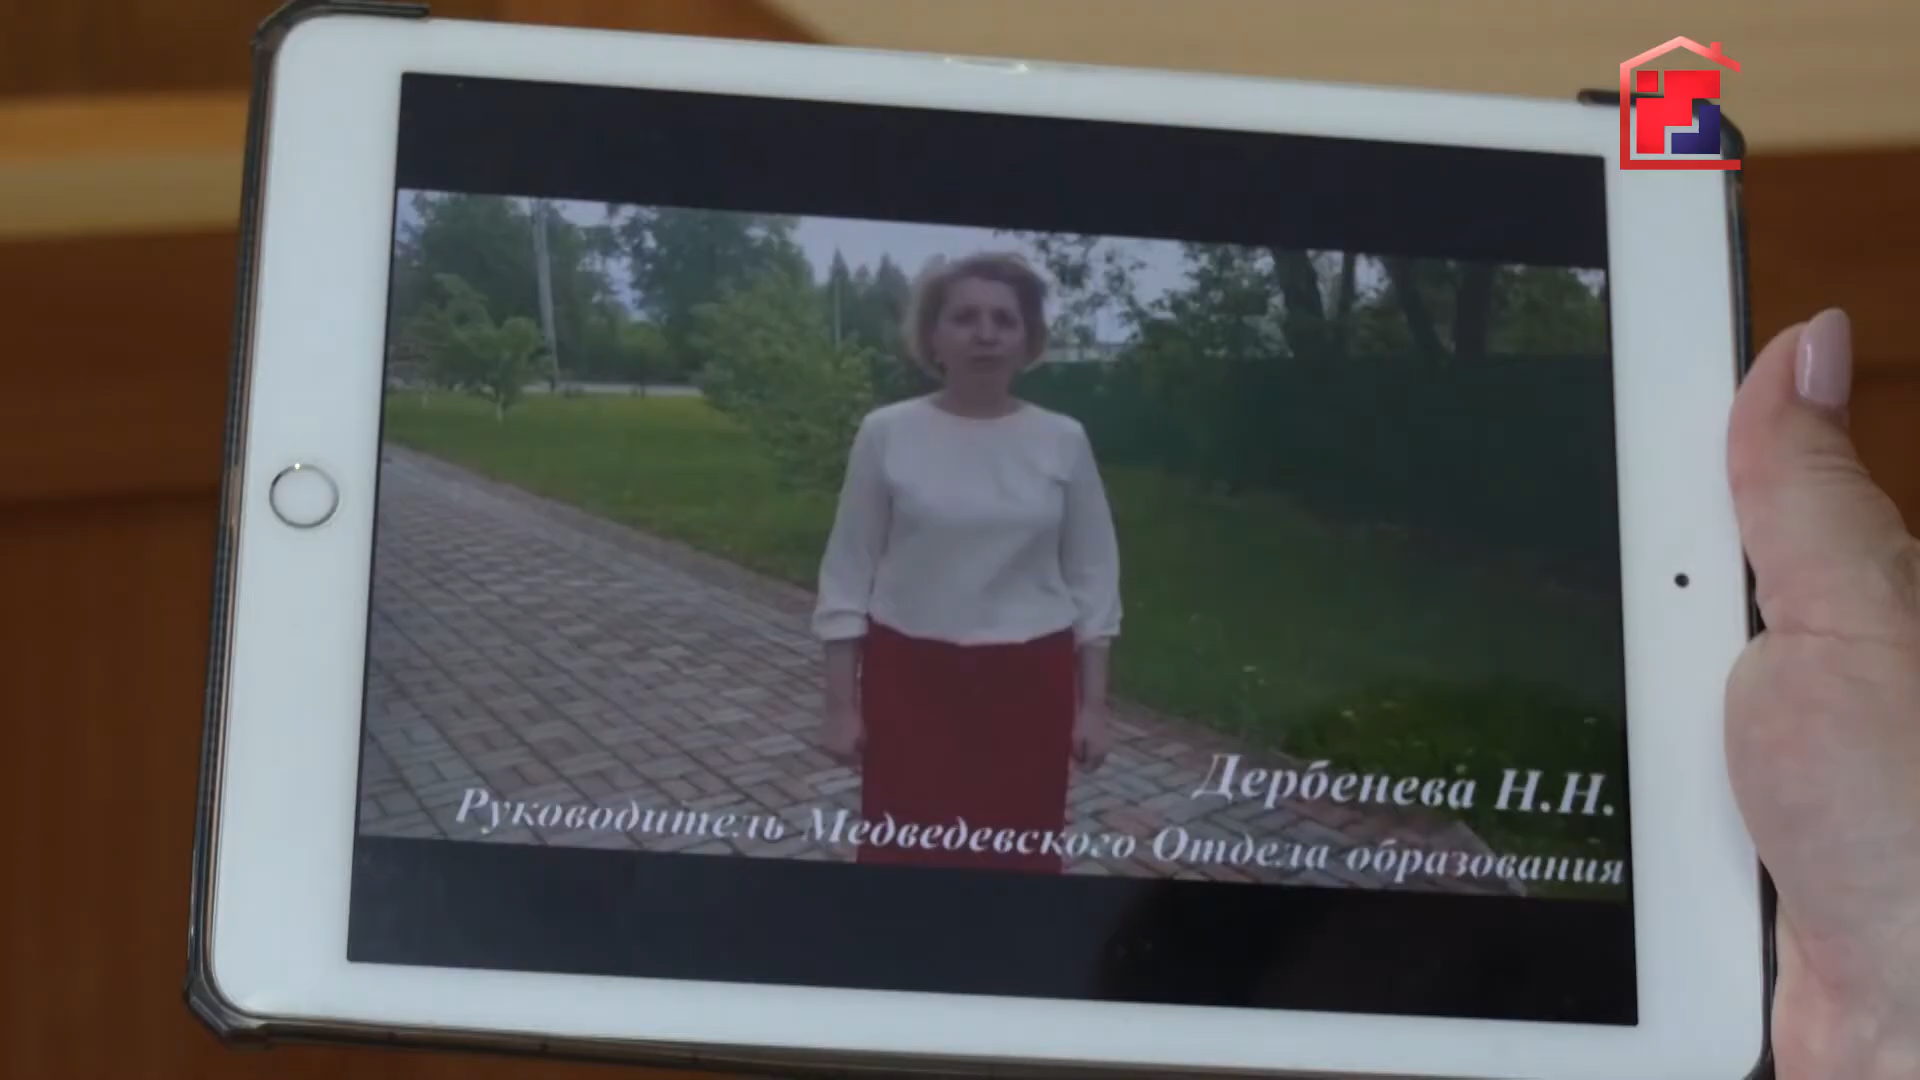 Дербенева Н.Н.
Руководитель Медведевского Отдела образования